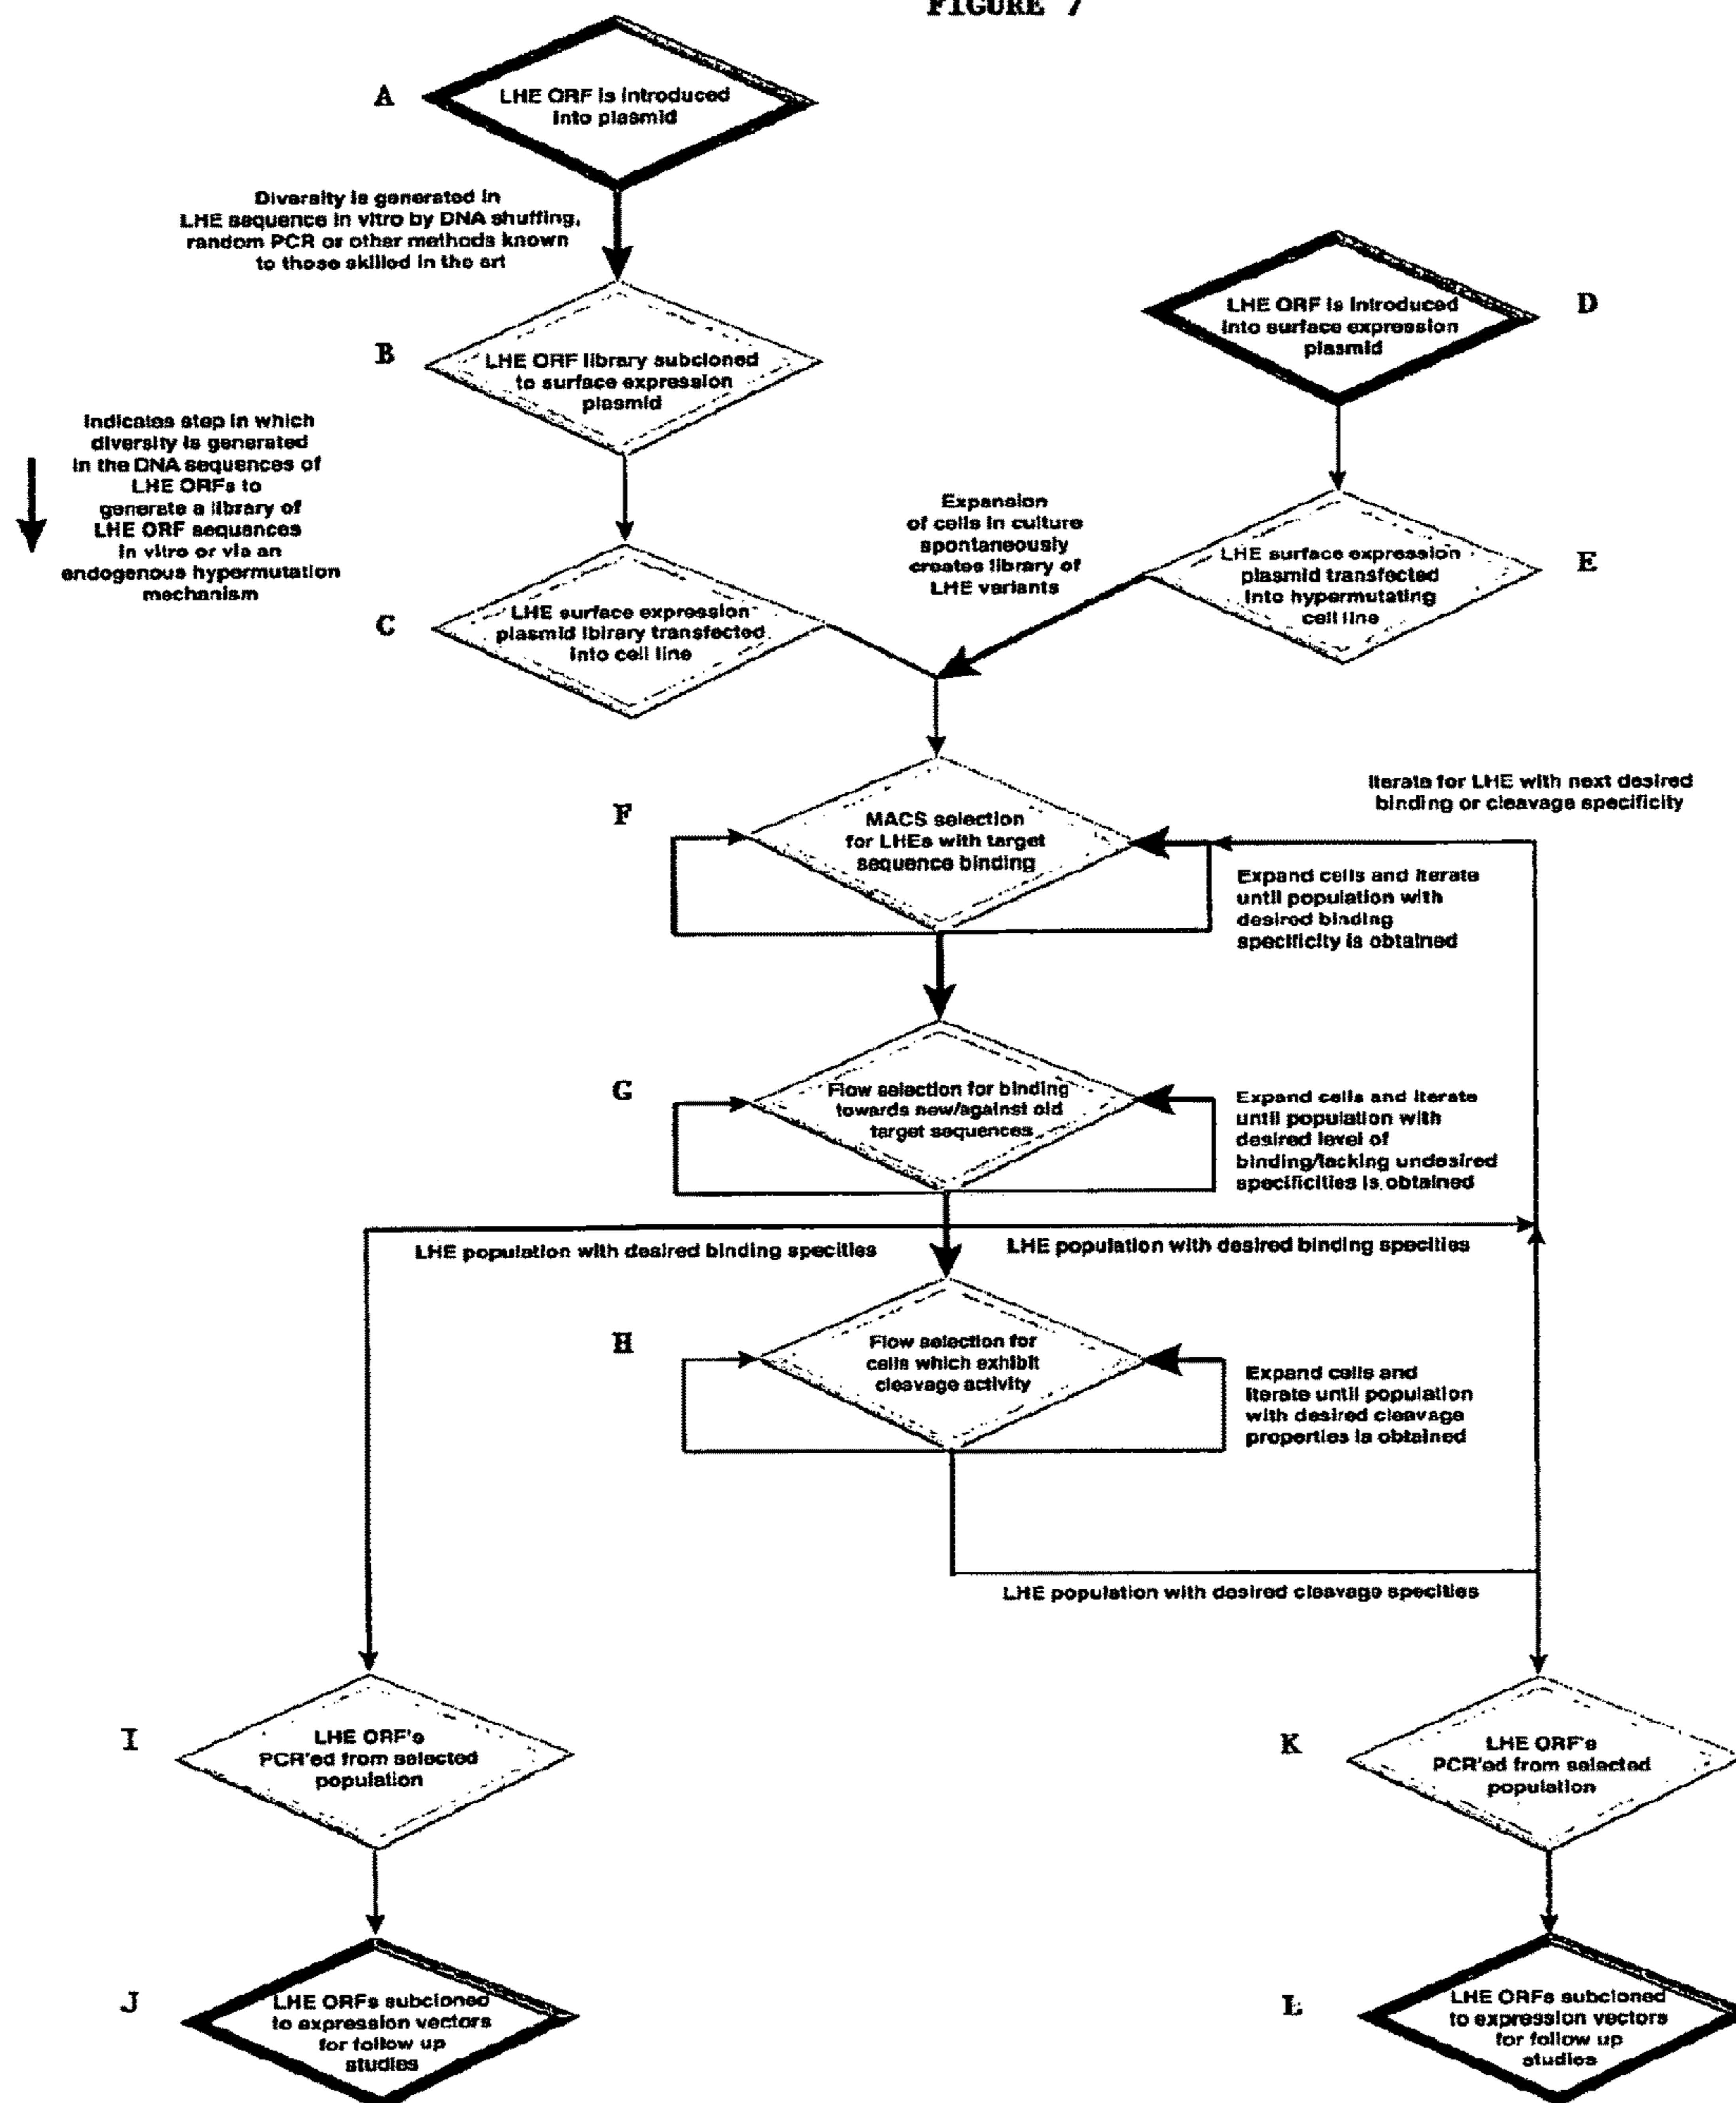 FIGURE 7
A
LHE ORF is introduced
into plasmid
Diversity is generated in
LHE sequence in vitro by DNA shuffing,
random PCR or other methods known
to those skilled in the art
B
LHE ORF library subcloned
to surface expression
plasmid
D
LHE ORF is introduced
into surface expression
plasmid
Indicates step in which
diversity is generated
in the DNA sequences of
LHE ORFs to
generate a library of
LHE ORF sequences
in vitro or via an
endogenous hypermutation
mechanism
C
LHE surface expression
plasmid library transfected
into cell line
Expansion
of cells in culture
spontaneously
creates library of
LHE variants
E
LHE surface expression
plasmid transfected
into hypermutating
cell line
F
MACS selection
for LHEs with target
sequence binding
Iterate for LHE with next desired
binding or cleavage specificity
Expand cells and iterate
until population with
desired binding
specificity is obtained
G
Flow selection for binding
towards new/against old
target sequences
Expand cells and iterate
until population with
desired level of
binding/lacking undesired
specificities is obtained
LHE population with desired binding specities
LHE population with desired binding specities
H
Flow selection for
cells which exhibit
cleavage activity
Expand cells and
iterate until population
with desired cleavage
properties is obtained
LHE population with desired cleavage specities
I
LHE ORF's
PCR'ed from selected
population
K
LHE ORF's
PCR'ed from selected
population
J
LHE ORFs subcloned
to expression vectors
for follow up
studies
L
LHE ORFs subcloned
to expression vectors
for follow up
studies